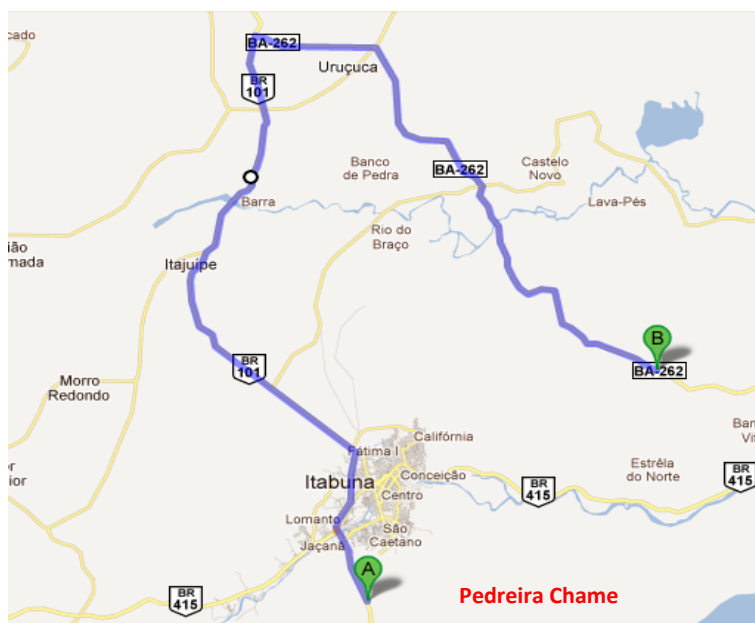 cado
BA-262
Uruçuca
BR
101
Banco
de Pedra
BA-262
Castelo
Novo
Barra
Lava-Pés
Rio do
Braço
ião
mada
Itajuípe
B
BR
101
BA-262
Morro
Redondo
Califórnia
Ban
Vit
Fátima I
Estrêla
do Norte
or
ior
Itabuna
Conceição
BR
415
BR
415
Centro
Lomanto
São
Caetano
Jaçanã
A
BR
415
Pedreira Chame